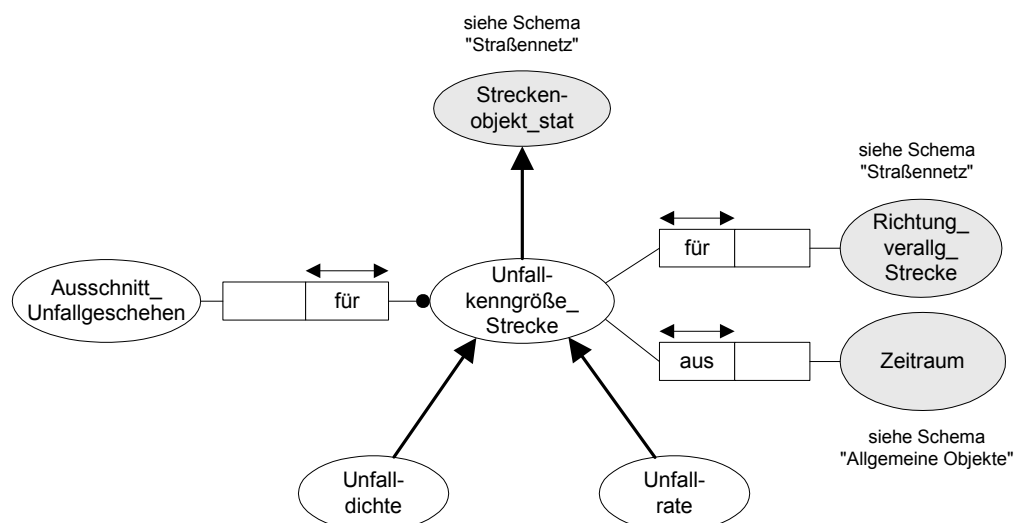 siehe Schema
"Straßennetz"
Strecken-
objekt_stat
siehe Schema
"Straßennetz"
Richtung_
verallg_
Strecke
für
Ausschnitt_
Unfallgeschehen
für
Unfall-
kenngröße_
Strecke
aus
Zeitraum
siehe Schema
"Allgemeine Objekte"
Unfall-
dichte
Unfall-
rate